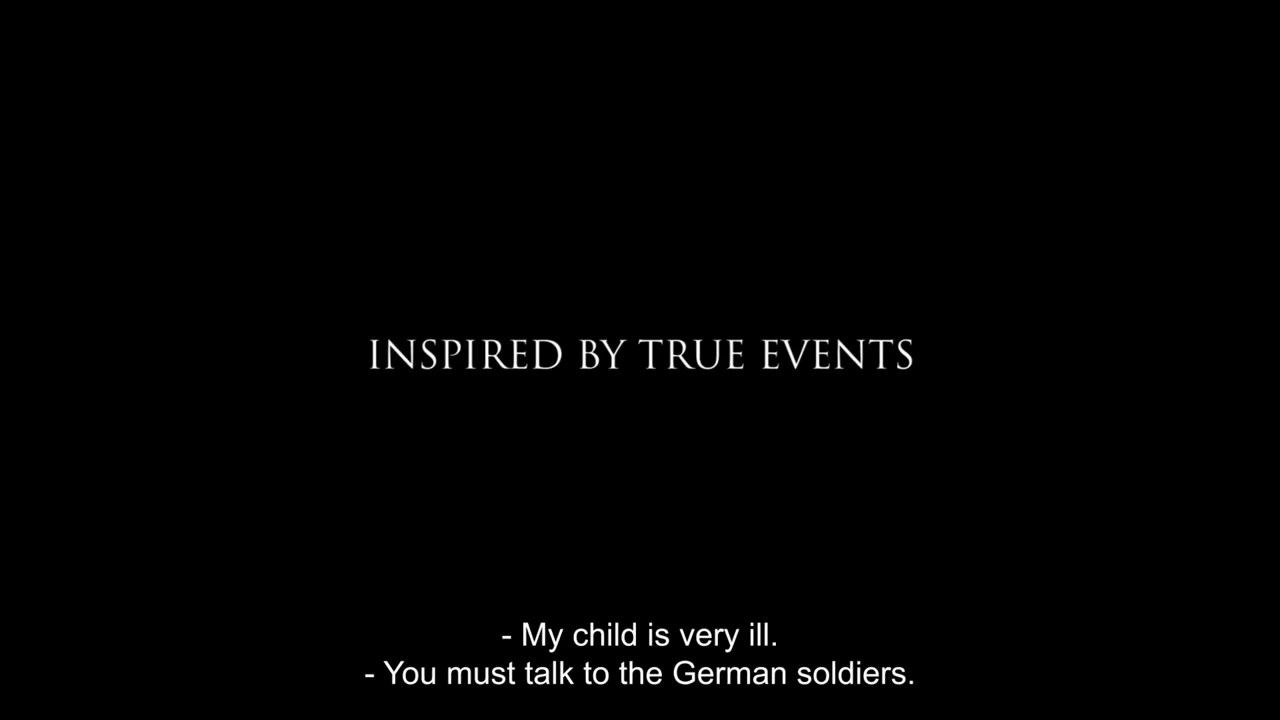 INSPIRED BY TRUE EVENTS
- My child is very ill.
- You must talk to the German soldiers.